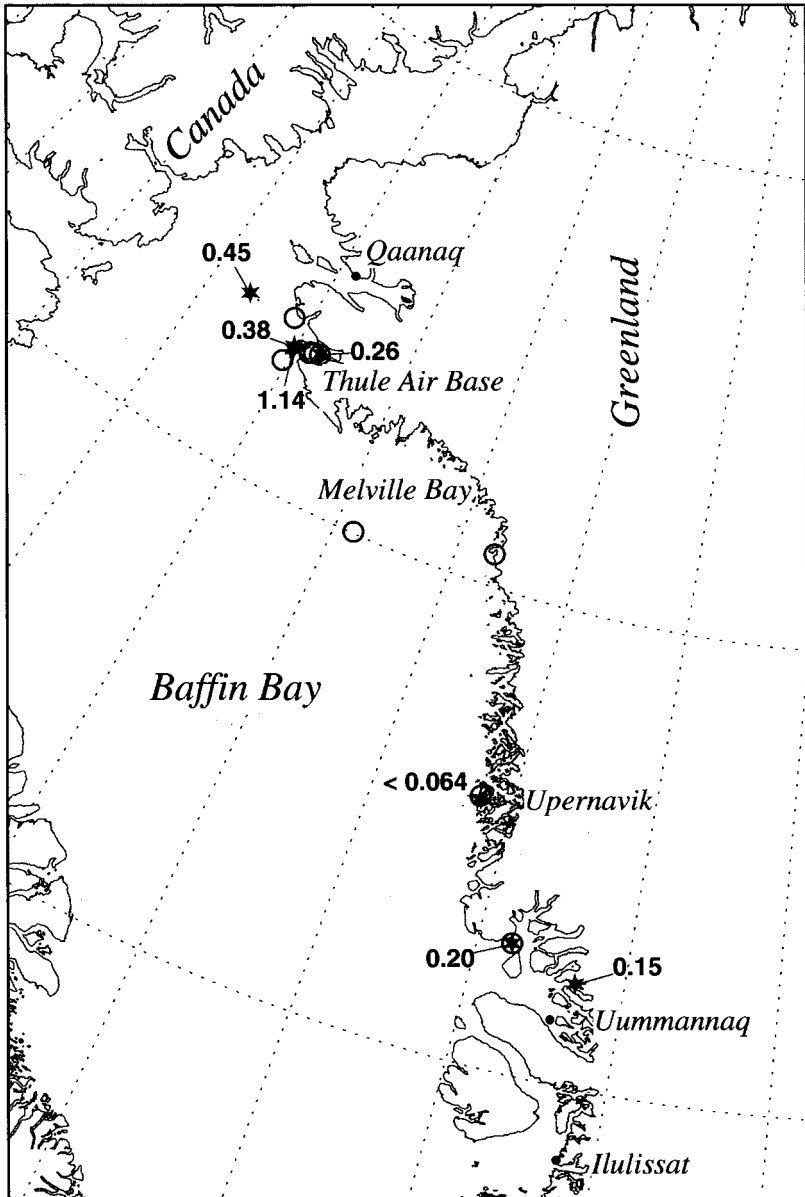 Canada
0.45
Qaanaq
Greenland
0.38
0.26
Thule Air Base
1.14
Melville Bay
Baffin Bay
< 0.064
Upernavik
0.20
0.15
Uummannaq
Ilulissat